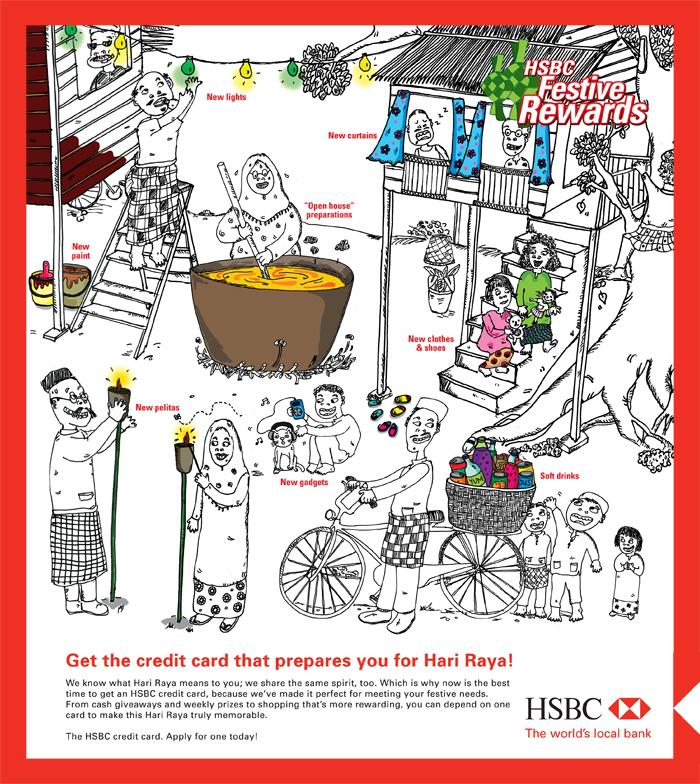 HSBC
Festive
Rewards
New lights
New curtains
"Open house"
preparations
New
paint
New clothes
& shoes
New pelitas
New gadgets
Soft drinks
YUM
Get the credit card that prepares you for Hari Raya!
We know what Hari Raya means to you; we share the same spirit, too. Which is why now is the best
time to get an HSBC credit card, because we've made it perfect for meeting your festive needs.
From cash giveaways and weekly prizes to shopping that's more rewarding, you can depend on one
card to make this Hari Raya truly memorable.
The HSBC credit card. Apply for one today!
HSBC
The world's local bank